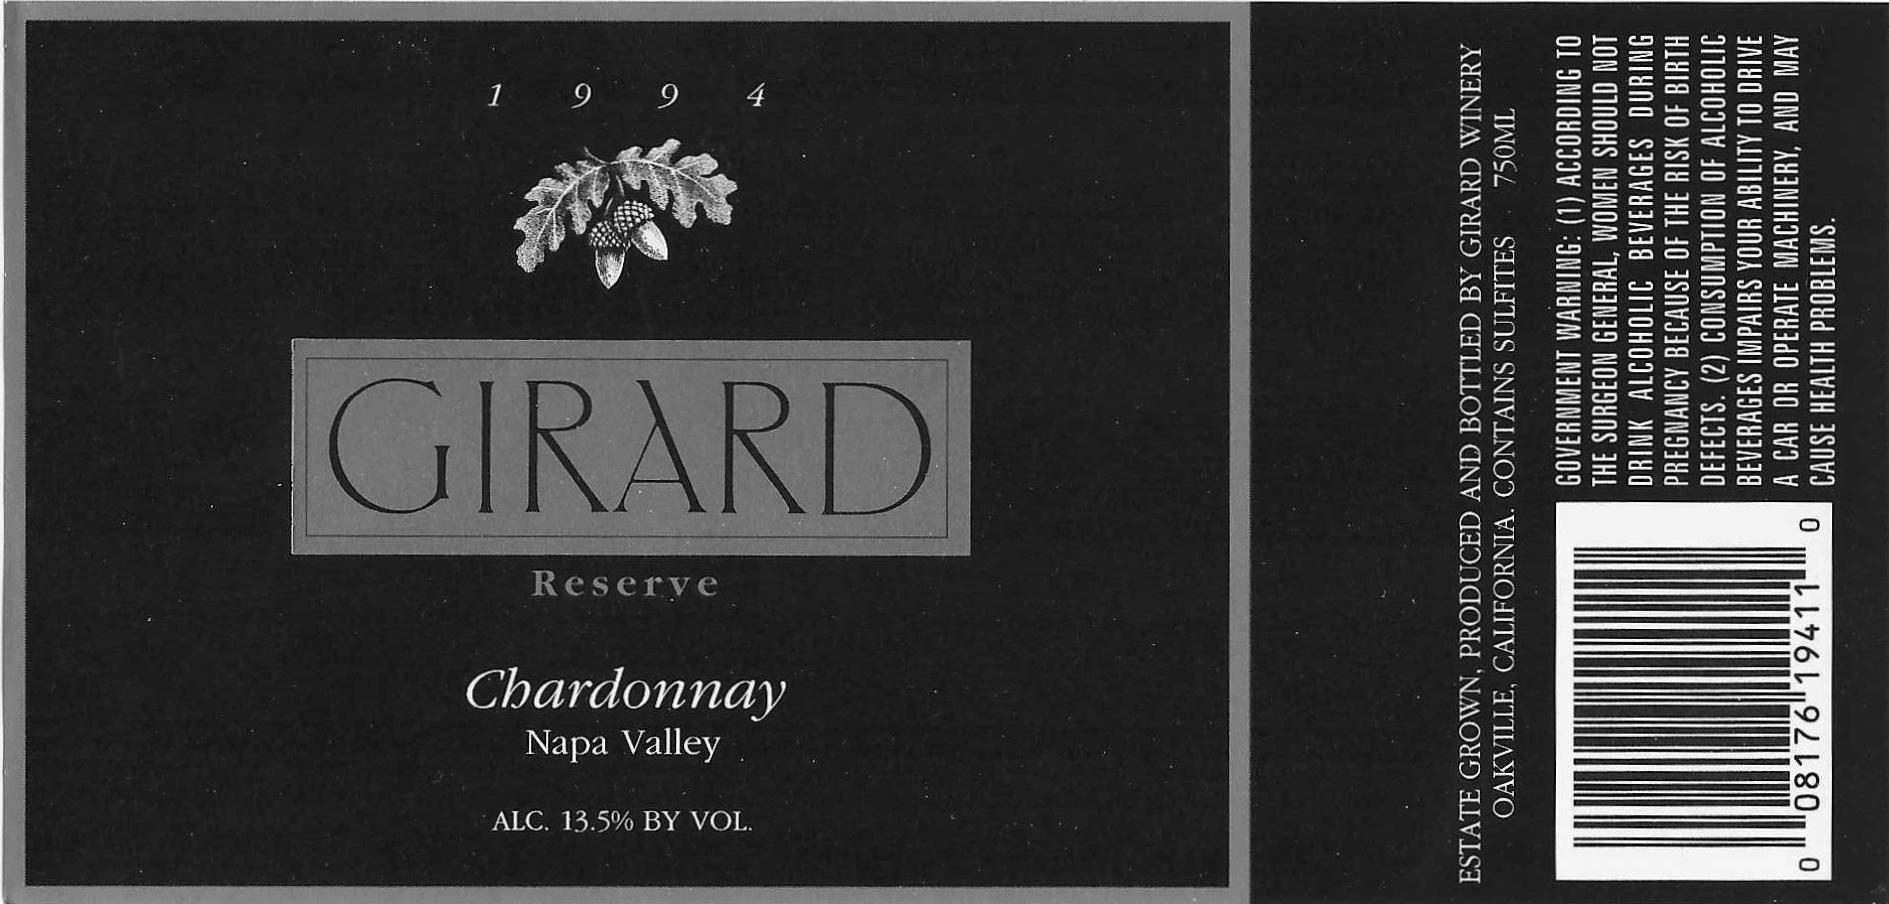 1 9 9 4
GIRARD
Reserve
Chardonnay
Napa Valley
ALC. 13.5% BY VOL.
ESTATE GROWN, PRODUCED AND BOTTLED BY GIRARD WINERY
OAKVILLE, CALIFORNIA. CONTAINS SULFITES 750ML
GOVERNMENT WARNING: (1) ACCORDING TO
THE SURGEON GENERAL, WOMEN SHOULD NOT
DRINK ALCOHOLIC BEVERAGES DURING
PREGNANCY BECAUSE OF THE RISK OF BIRTH
DEFECTS. (2) CONSUMPTION OF ALCOHOLIC
BEVERAGES IMPAIRS YOUR ABILITY TO DRIVE
A CAR OR OPERATE MACHINERY, AND MAY
CAUSE HEALTH PROBLEMS.
0 08176 19411 0